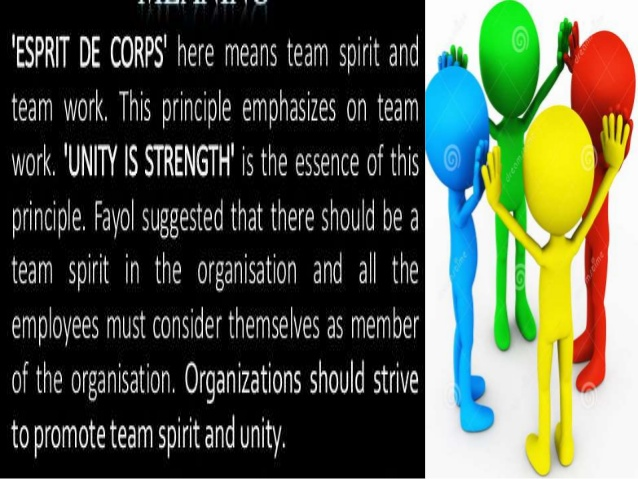 MEANING
'ESPRIT DE CORPS' here means team spirit and
team work. This principle emphasizes on team
work. 'UNITY IS STRENGTH' is the essence of this
principle. Fayol suggested that there should be a
team spirit in the organisation and all the
employees must consider themselves as member
of the organisation. Organizations should strive
to promote team spirit and unity.